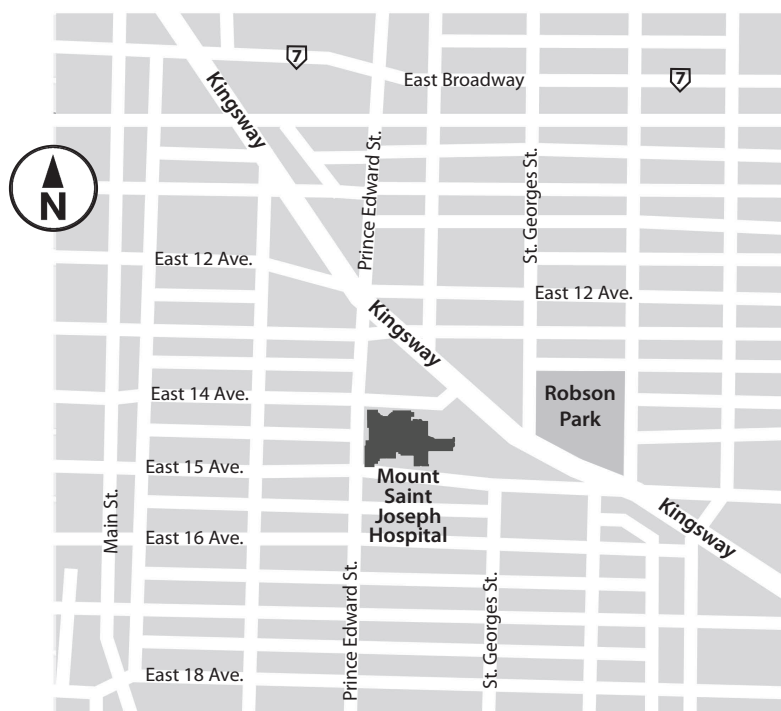 7
East Broadway
7
Kingsway
Prince Edward St.
St. Georges St.
N
East 12 Ave.
East 12 Ave.
Kingsway
East 14 Ave.
Robson
Park
East 15 Ave.
Mount
Saint
Joseph
Hospital
Main St.
Kingsway
East 16 Ave.
Prince Edward St.
St. Georges St.
East 18 Ave.